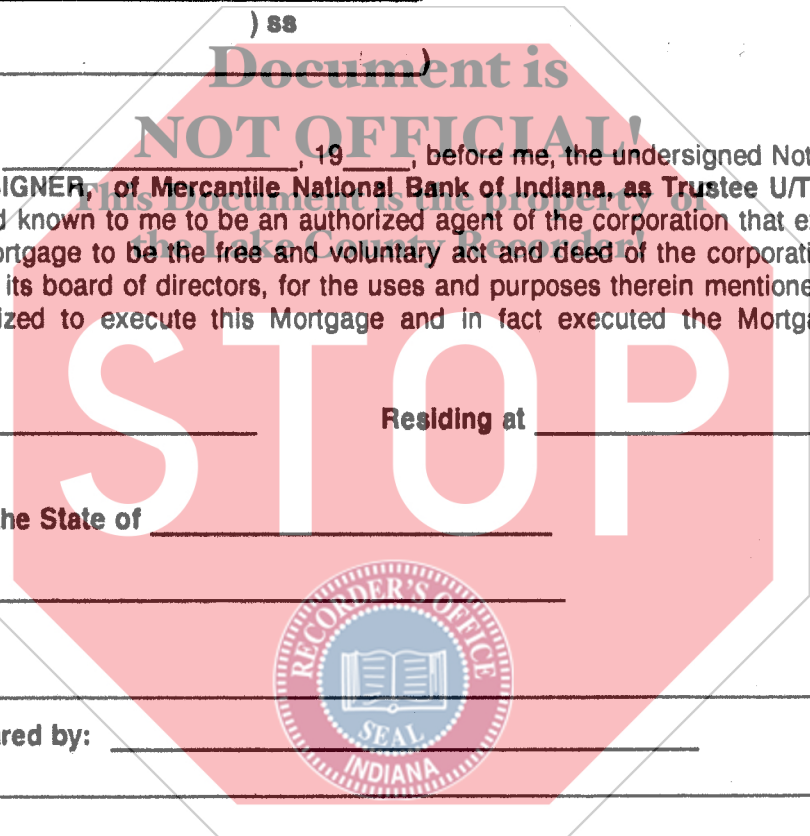 ) ss
)
Document is
NOT OFFICIAL!
, 19 , before me, the undersigned Not
IGNER, of Mercantile National Bank of Indiana, as Trustee U/T
This Document is the property of
d known to me to be an authorized agent of the corporation that e
the Lake County Recorder!
ortgage to be the free and voluntary act and deed of the corporati
its board of directors, for the uses and purposes therein mentione
ized to execute this Mortgage and in fact executed the Mortga
STOP
Residing at
he State of
RECORDER'S OFFICE
SEAL
INDIANA
red by: